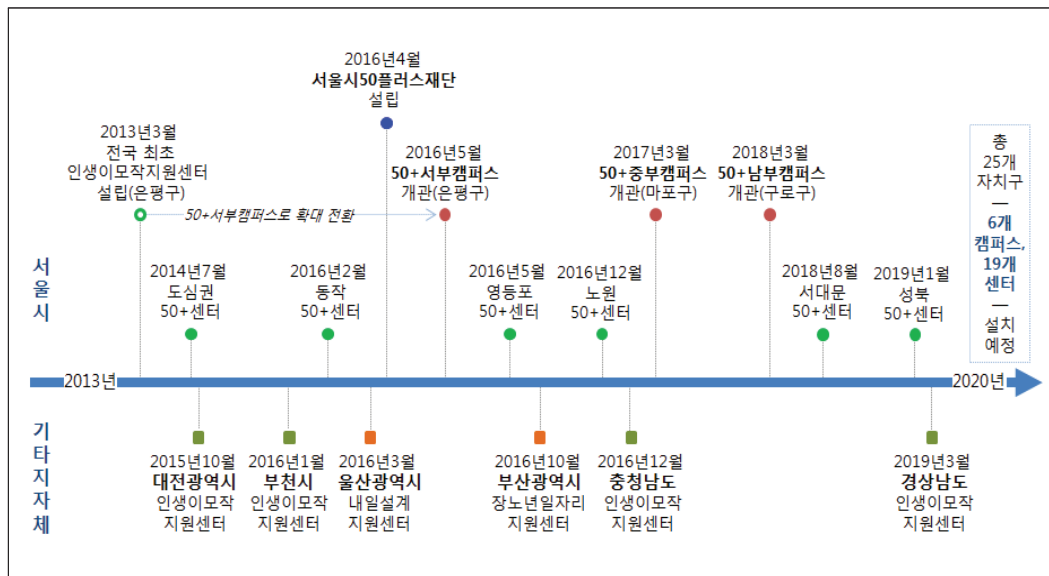 2016년4월
서울시50플러스재단
설립
2013년3월
전국 최초
인생이모작지원센터
설립(은평구)
2016년5월
50+서부캠퍼스
개관(은평구)
2017년3월
50+중부캠퍼스
개관(마포구)
2018년3월
50+남부캠퍼스
개관(구로구)
50+서부캠퍼스로 확대 전환
총
25개
자치구
—
6개
캠퍼스,
19개
센터
—
설치
예정
서울시
2014년7월
도심권
50+센터
2016년2월
동작
50+센터
2016년5월
영등포
50+센터
2016년12월
노원
50+센터
2018년8월
서대문
50+센터
2019년1월
성북
50+센터
2013년
2020년
기타지자체
2015년10월
대전광역시
인생이모작
지원센터
2016년1월
부천시
인생이모작
지원센터
2016년3월
울산광역시
내일설계
지원센터
2016년10월
부산광역시
장노년일자리
지원센터
2016년12월
충청남도
인생이모작
지원센터
2019년3월
경상남도
인생이모작
지원센터